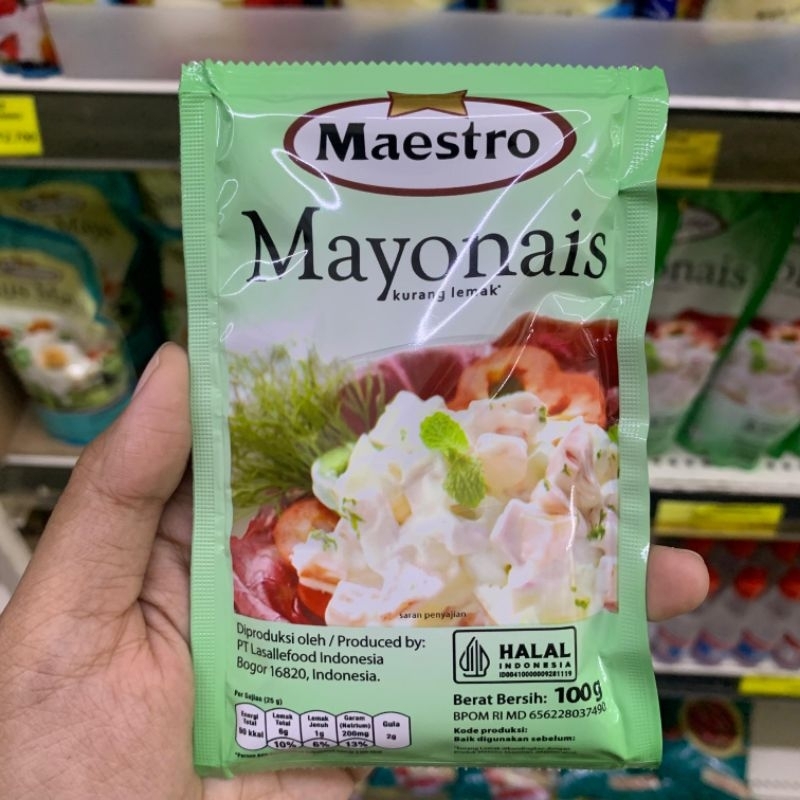 Maestro
Mayonais
kurang lemak*
saran penyajian
Diproduksi oleh / Produced by:
PT Lasallefood Indonesia
Bogor 16820, Indonesia.
HALAL
INDONESIA
ID00410000009281119
Berat Bersih: 100 g
BPOM RI MD 656228037490
Kode produksi:
Baik digunakan sebelum:
Per Sajian (25 g)
Energi Total 90 kkal
Lemak Total 6g 10%
Lemak Jenuh 1g 6%
Garam (Natrium) 200mg 13%
Gula 2g